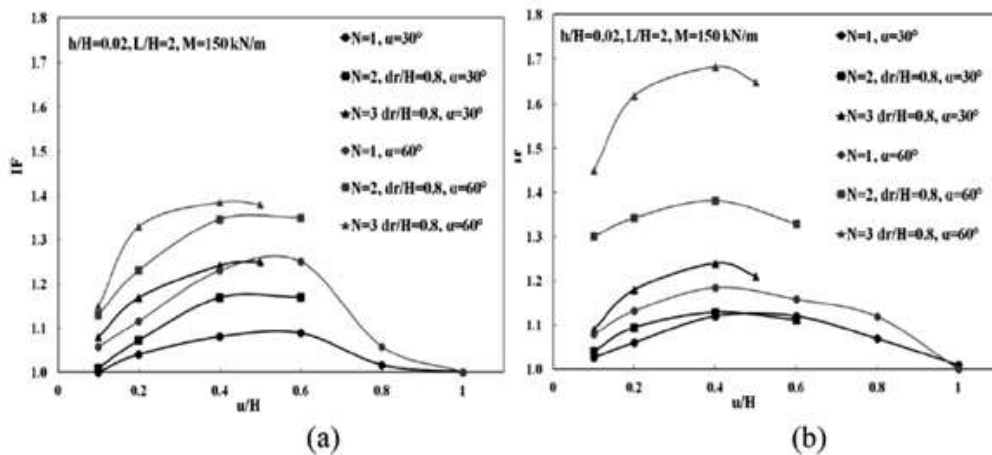 1.8
1.7
1.6
1.5
1.4
1.3
1.2
1.1
1.0
IF
h/H=0.02, L/H=2, M=150 kN/m
N=1, α=30°
N=2, dr/H=0.8, α=30°
N=3 dr/H=0.8, α=30°
N=1, α=60°
N=2, dr/H=0.8, α=60°
N=3 dr/H=0.8, α=60°
0 0.2 0.4 0.6 0.8 1
u/H
(a)
1.8
1.7
1.6
1.5
1.4
1.3
1.2
1.1
1.0
h/H=0.02, L/H=2, M=150 kN/m
N=1, α=30°
N=2, dr/H=0.8, α=30°
N=3 dr/H=0.8, α=30°
N=1, α=60°
N=2, dr/H=0.8, α=60°
N=3 dr/H=0.8, α=60°
0 0.2 0.4 0.6 0.8 1
u/H
(b)